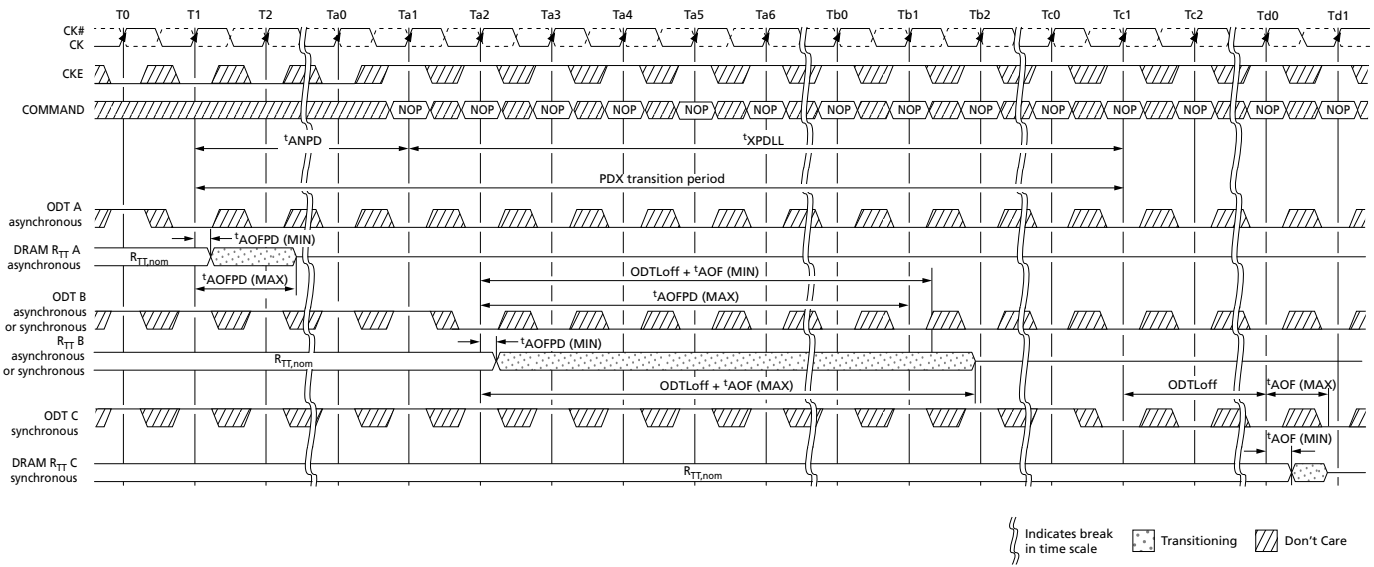 T0 T1 T2 Ta0 Ta1 Ta2 Ta3 Ta4 Ta5 Ta6 Tb0 Tb1 Tb2 Tc0 Tc1 Tc2 Td0 Td1
CK#
CK
CKE
COMMAND
NOP NOP NOP NOP NOP NOP NOP NOP NOP NOP NOP NOP NOP NOP
tANPD
tXPDLL
PDX transition period
ODT A
asynchronous
tAOFPD (MIN)
DRAM RTT A
asynchronous
RTT,nom
tAOFPD (MAX)
ODTLoff + tAOF (MIN)
tAOFPD (MAX)
ODT B
asynchronous
or synchronous
tAOFPD (MIN)
RTT B
asynchronous
or synchronous
RTT,nom
ODTLoff + tAOF (MAX)
ODTLoff
tAOF (MAX)
ODT C
synchronous
tAOF (MIN)
DRAM RTT C
synchronous
RTT,nom
Indicates break
in time scale
Transitioning
Don't Care